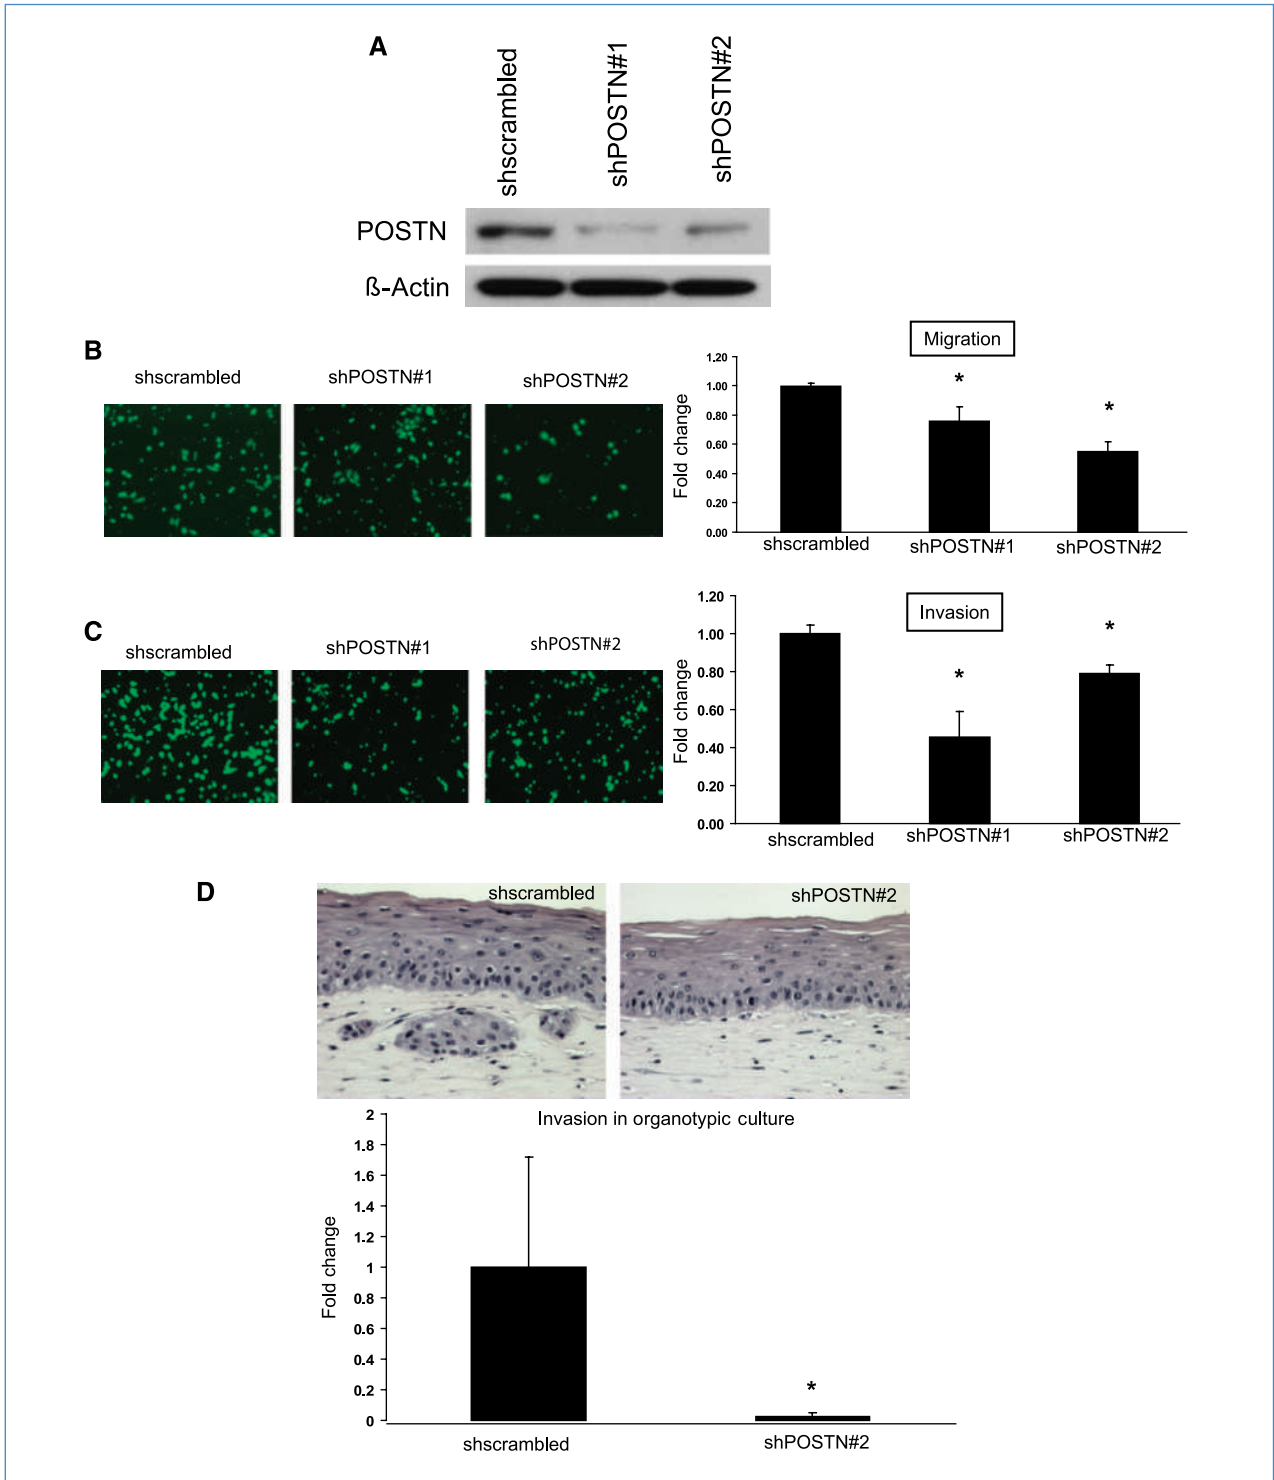 A
shscrambled
shPOSTN#1
shPOSTN#2
POSTN
ß-Actin
B
shscrambled
shPOSTN#1
shPOSTN#2
Migration
Fold change
1.20
1.00
0.80
0.60
0.40
0.20
0.00
*
*
shscrambled
shPOSTN#1
shPOSTN#2
C
shscrambled
shPOSTN#1
shPOSTN#2
Invasion
Fold change
1.20
1.00
0.80
0.60
0.40
0.20
0.00
*
*
shscrambled
shPOSTN#1
shPOSTN#2
D
shscrambled
shPOSTN#2
Invasion in organotypic culture
Fold change
2
1.8
1.6
1.4
1.2
1
0.8
0.6
0.4
0.2
0
*
shscrambled
shPOSTN#2